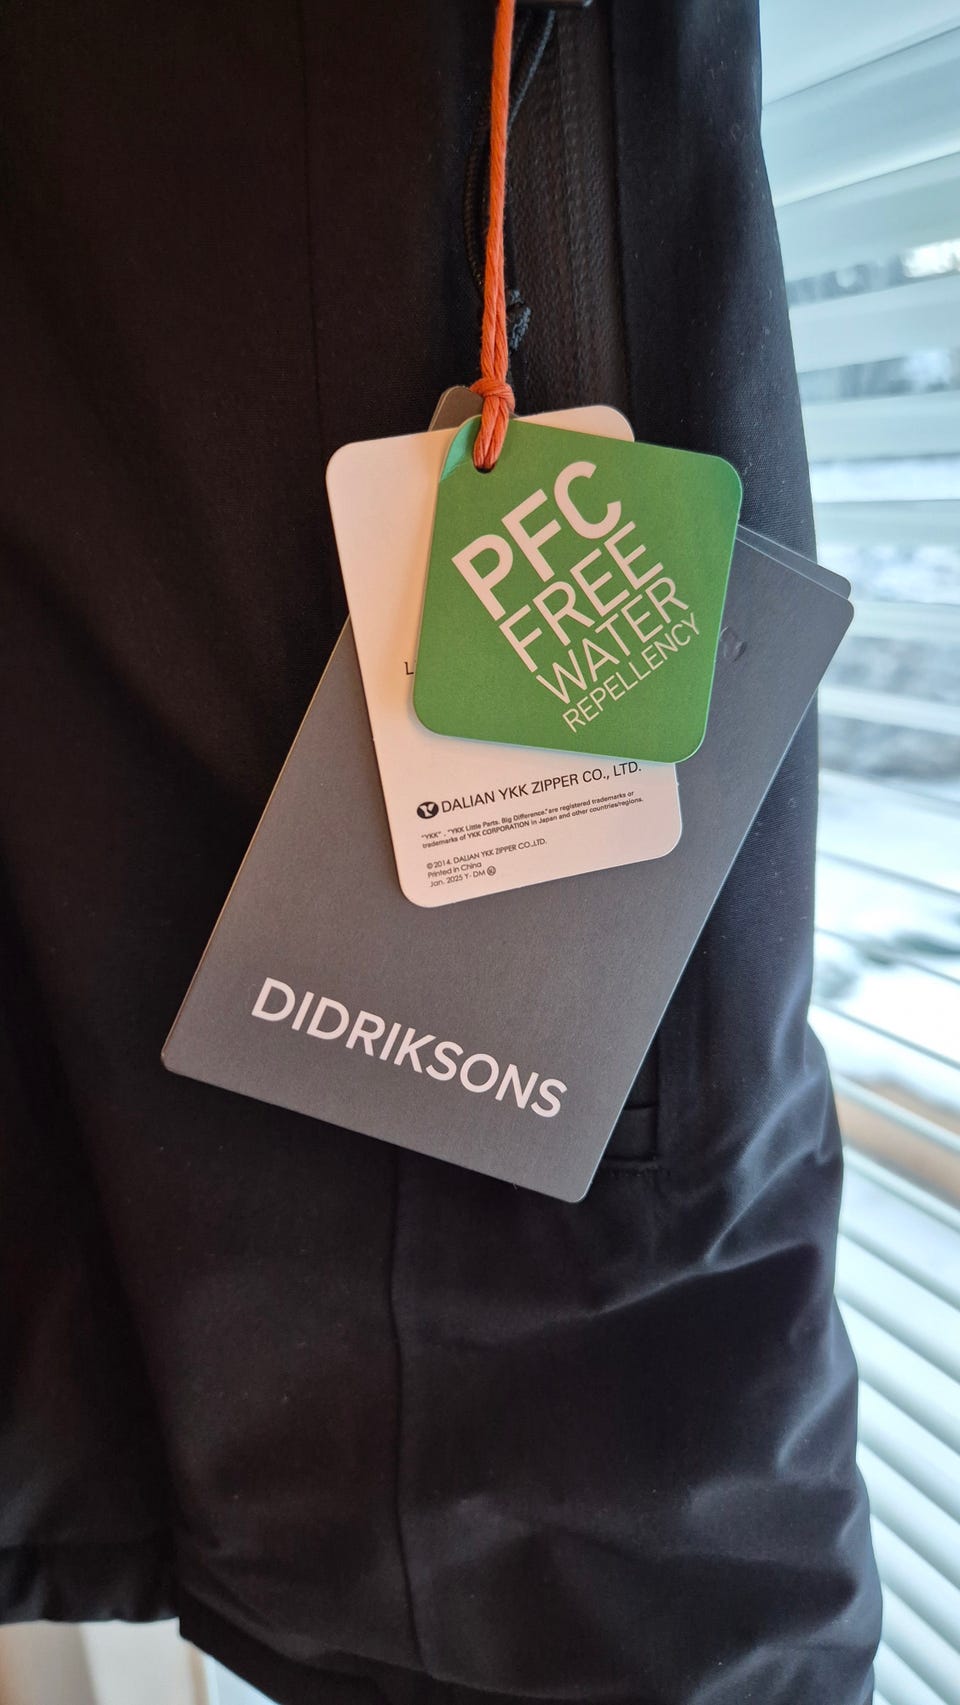 PFC
FREE
WATER
REPELLENCY
L
DALIAN YKK ZIPPER CO., LTD.
"YKK", "YKK Little Parts. Big Difference." are registered trademarks or
trademarks of YKK CORPORATION in Japan and other countries/regions.
©2014. DALIAN YKK ZIPPER CO.,LTD.
Printed in China
Jan. 2025 Y- DM
DIDRIKSONS